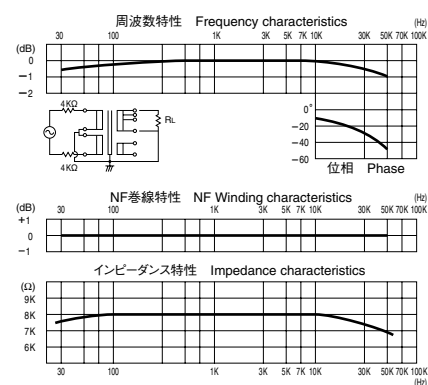 周波数特性 Frequency characteristics
(Hz)
30 100 1K 3K 5K 7K 10K 30K 50K 70K 100K
(dB)
0
−1
−2
4KΩ
RL
4KΩ
0°
−20
−40
−60
位相 Phase
NF巻線特性 NF Winding characteristics
(Hz)
(dB)
30 100 1K 3K 5K 7K 10K 30K 50K 70K 100K
+1
0
−1
インピーダンス特性 Impedance characteristics
(Ω)
9K
8K
7K
6K
30 100 1K 3K 5K 7K 10K 30K 50K 70K 100K
(Hz)